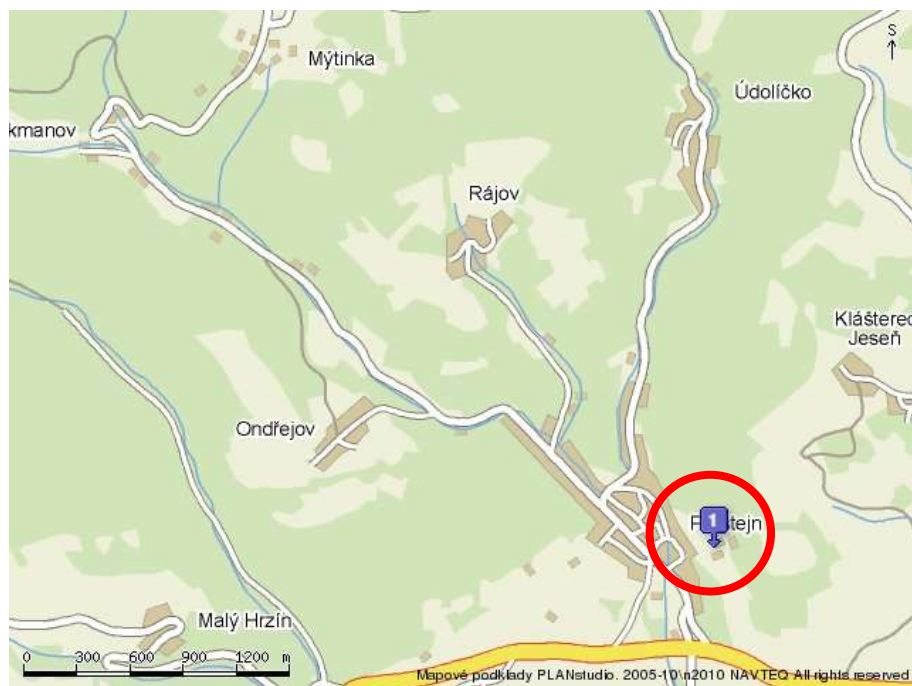 S
Mýtinka
Údolíčko
kmanov
Rájov
Klášterec
Jeseň
Ondřejov
1
Malý Hrzín
0 300 600 900 1200 m
Mapové podklady PLANstudio. 2005-10\n2010 NAVTEQ All rights reserved